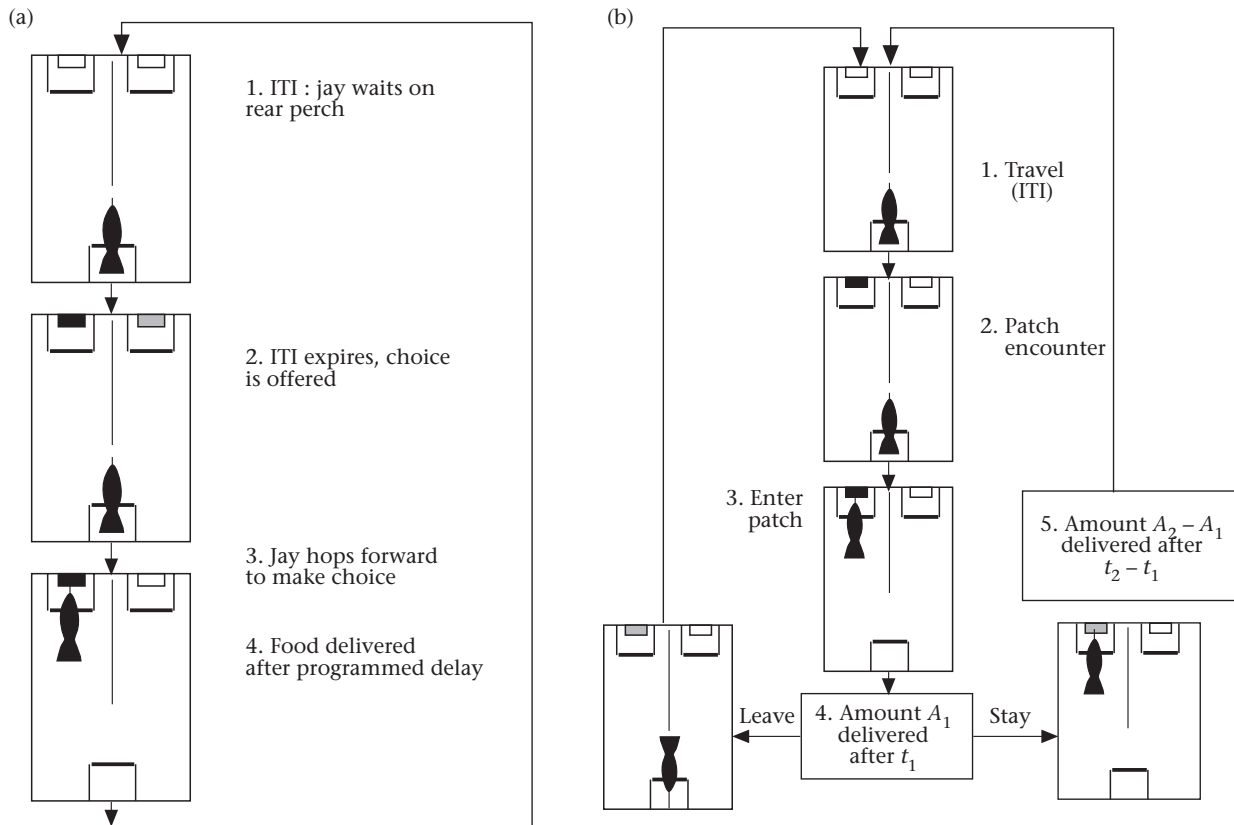 (a)
1. ITI : jay waits on
rear perch
2. ITI expires, choice
is offered
3. Jay hops forward
to make choice
4. Food delivered
after programmed delay
(b)
1. Travel
(ITI)
2. Patch
encounter
3. Enter
patch
4. Amount A₁
delivered
after t₁
Leave
Stay
5. Amount A₂ – A₁
delivered after
t₂ – t₁